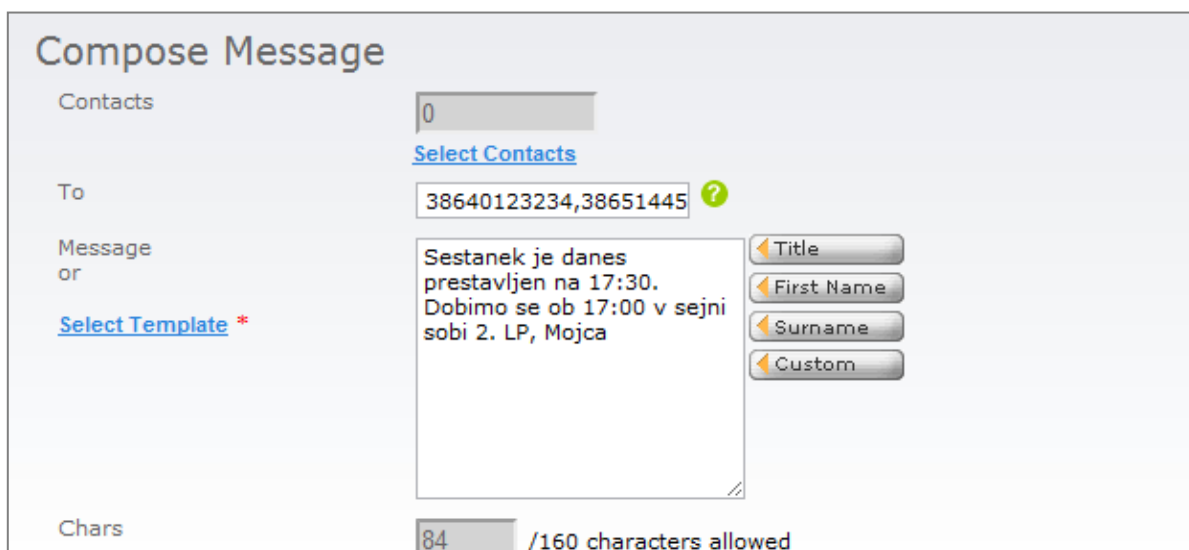 Compose Message
Contacts
0
Select Contacts
To
38640123234,38651445
?
Message
or
Select Template *
Sestanek je danes
prestavljen na 17:30.
Dobimo se ob 17:00 v sejni
sobi 2. LP, Mojca
Title
First Name
Surname
Custom
Chars
84 /160 characters allowed